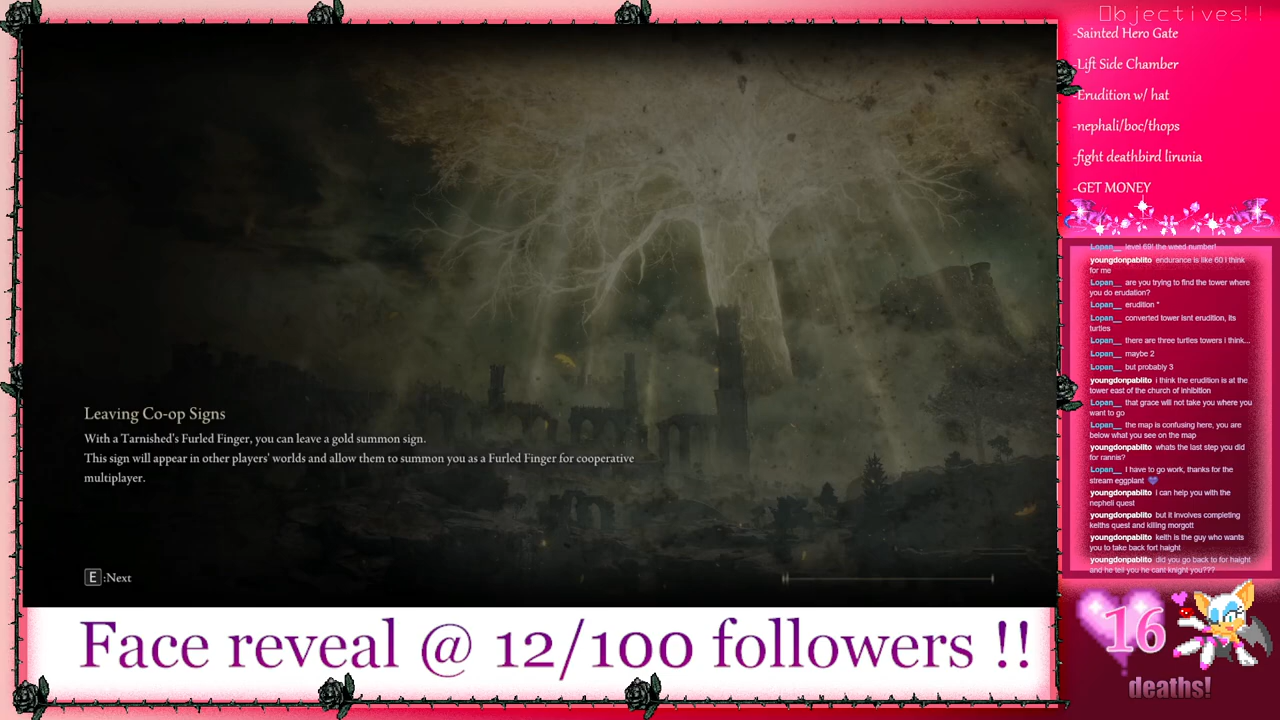 Objectives!!
-Sainted Hero Gate
-Lift Side Chamber
-Erudition w/ hat
-nephali/boc/thops
-fight deathbird lirunia
-GET MONEY
Lopan__ level 69! the weed number!
youngdonpablito endurance is like 60 i think
for me
Lopan__ are you trying to find the tower where
you do erudation?
Lopan__ erudition *
Lopan__ converted tower isnt erudition, its
turtles
Lopan__ there are three turtles towers i think...
Lopan__ maybe 2
Lopan__ but probably 3
youngdonpablito i think the erudition is at the
tower east of the church of inhibition
Lopan__ that grace will not take you where you
want to go
Lopan__ the map is confusing here, you are
below what you see on the map
youngdonpablito whats the last step you did
for rannis?
Lopan__ I have to go work, thanks for the
stream eggplant 💜
youngdonpablito i can help you with the
nepheli quest
youngdonpablito but it involves completing
keiths quest and killing morgott
youngdonpablito keith is the guy who wants
you to take back fort haight
youngdonpablito did you go back to for haight
and he tell you he cant knight you???
Leaving Co-op Signs
With a Tarnished's Furled Finger, you can leave a gold summon sign.
This sign will appear in other players' worlds and allow them to summon you as a Furled Finger for cooperative
multiplayer.
E:Next
Face reveal @ 12/100 followers !!
16
deaths!